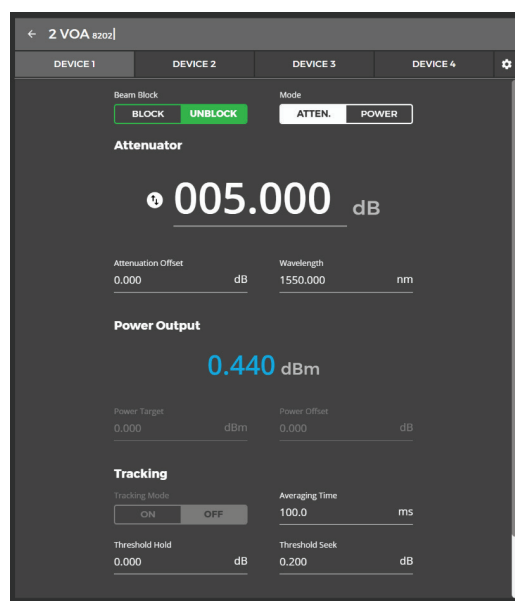 ← 2 VOA 8202
DEVICE 1 DEVICE 2 DEVICE 3 DEVICE 4
Beam Block Mode
BLOCK UNBLOCK ATTEN. POWER
Attenuator
005.000 dB
Attenuation Offset Wavelength
0.000 dB 1550.000 nm
Power Output
0.440 dBm
Power Target Power Offset
0.000 dBm 0.000 dB
Tracking
Tracking Mode Averaging Time
ON OFF 100.0 ms
Threshold Hold Threshold Seek
0.000 dB 0.200 dB